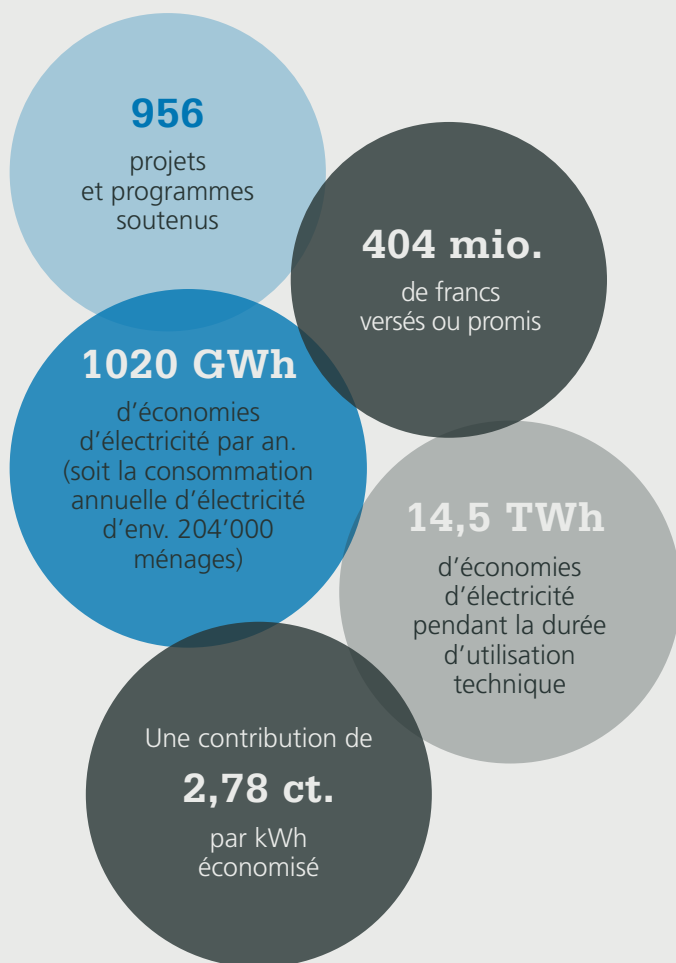 956
projets
et programmes
soutenus
404 mio.
de francs
versés ou promis
1020 GWh
d’économies
d’électricité par an.
(soit la consommation
annuelle d’électricité
d’env. 204’000
ménages)
14,5 TWh
d’économies
d’électricité
pendant la durée
d’utilisation
technique
Une contribution de
2,78 ct.
par kWh
économisé